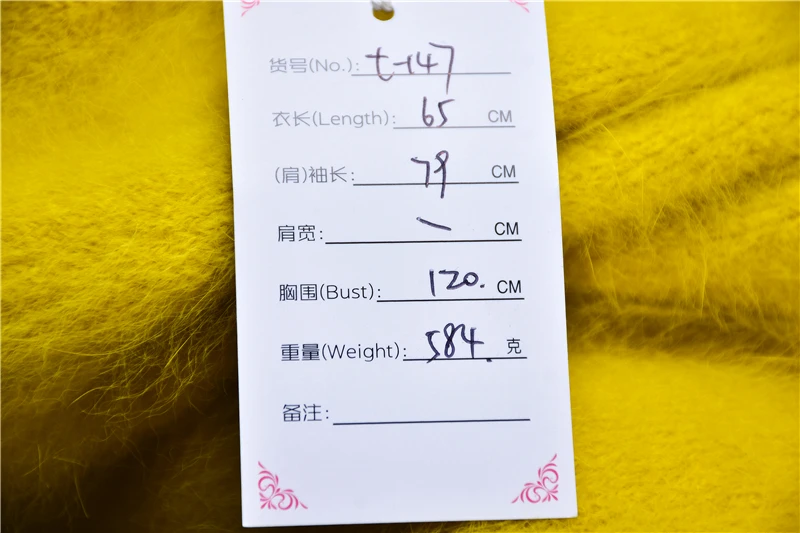 货号(No.): t-147
衣长(Length): 65 CM
(肩)袖长: 79 CM
肩宽: — CM
胸围(Bust): 120. CM
重量(Weight): 584. 克
备注: